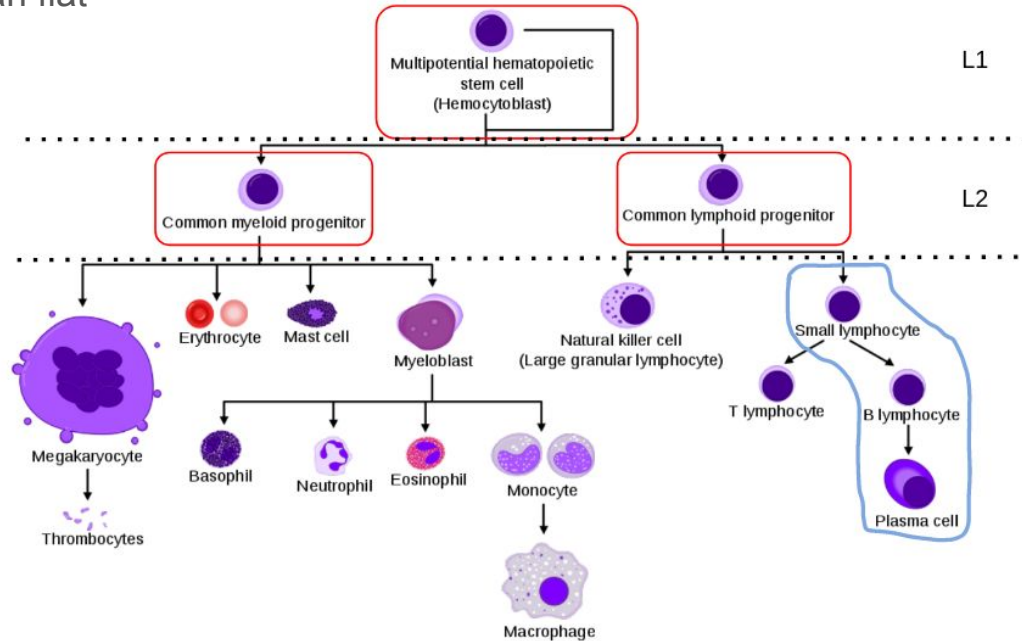 Multipotential hematopoietic
stem cell
(Hemocytoblast)
L1
Common myeloid progenitor
Common lymphoid progenitor
L2
Erythrocyte
Mast cell
Myeloblast
Natural killer cell
(Large granular lymphocyte)
Small lymphocyte
T lymphocyte
B lymphocyte
Megakaryocyte
Basophil
Neutrophil
Eosinophil
Monocyte
Plasma cell
Thrombocytes
Macrophage